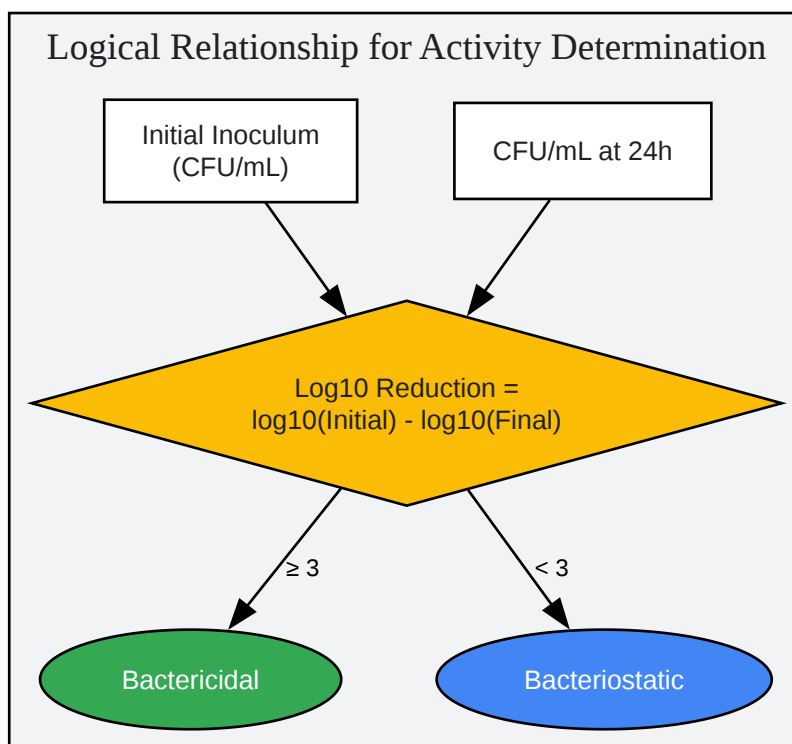 Logical Relationship for Activity Determination
Initial Inoculum
(CFU/mL)
CFU/mL at 24h
Log10 Reduction =
log10(Initial) - log10(Final)
≥ 3
< 3
Bactericidal
Bacteriostatic